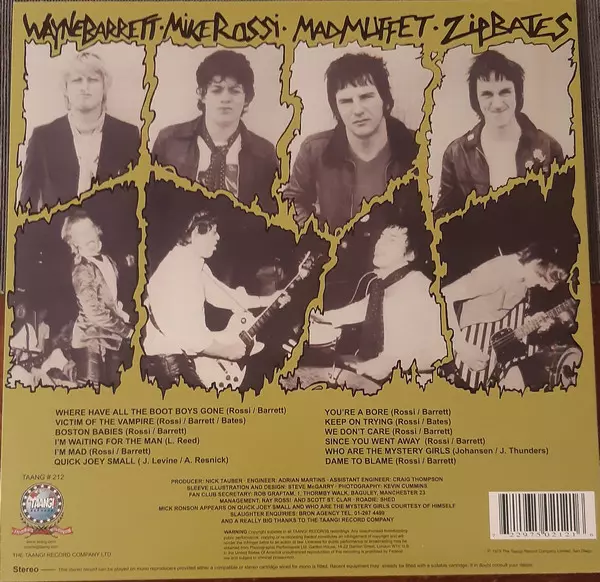 WAYNE BARRETT · MIKE ROSSI · MAD MUFFET · ZIP BATES
WHERE HAVE ALL THE BOOT BOYS GONE (Rossi / Barrett)
VICTIM OF THE VAMPIRE (Rossi / Barrett / Bates)
BOSTON BABIES (Rossi / Barrett)
I'M WAITING FOR THE MAN (L. Reed)
I'M MAD (Rossi / Barrett)
QUICK JOEY SMALL ( J. Levine / A. Resnick)
YOU'RE A BORE (Rossi / Barrett)
KEEP ON TRYING (Rossi / Bates)
WE DON'T CARE (Rossi / Barrett)
SINCE YOU WENT AWAY (Rossi / Barrett)
WHO ARE THE MYSTERY GIRLS (Johansen / J. Thunders)
DAME TO BLAME (Rossi / Barrett)
TAANG # 212
TAANG!
PRODUCER: NICK TAUBER · ENGINEER: ADRIAN MARTINS · ASSISTANT ENGINEER: CRAIG THOMPSON
SLEEVE ILLUSTRATION AND DESIGN: STEVE McGARRY · PHOTOGRAPHY: KEVIN CUMMINS
FAN CLUB SECRETARY: ROB GRAFTAM, 1, THORMBY WALK, BAGULEY, MANCHESTER 23
MANAGEMENT: RAY ROSSI AND SCOTT ST. CLAR · ROADIE: SHED
MICK RONSON APPEARS ON QUICK JOEY SMALL AND WHO ARE THE MYSTERY GIRLS COURTESY OF HIMSELF
SLAUGHTER ENQUIRIES: BRON AGENCY TEL. 01-267 4499
AND A REALLY BIG THANKS TO THE TAANG! RECORD COMPANY
WARNING
THE TAANG! RECORD COMPANY LTD
Stereo